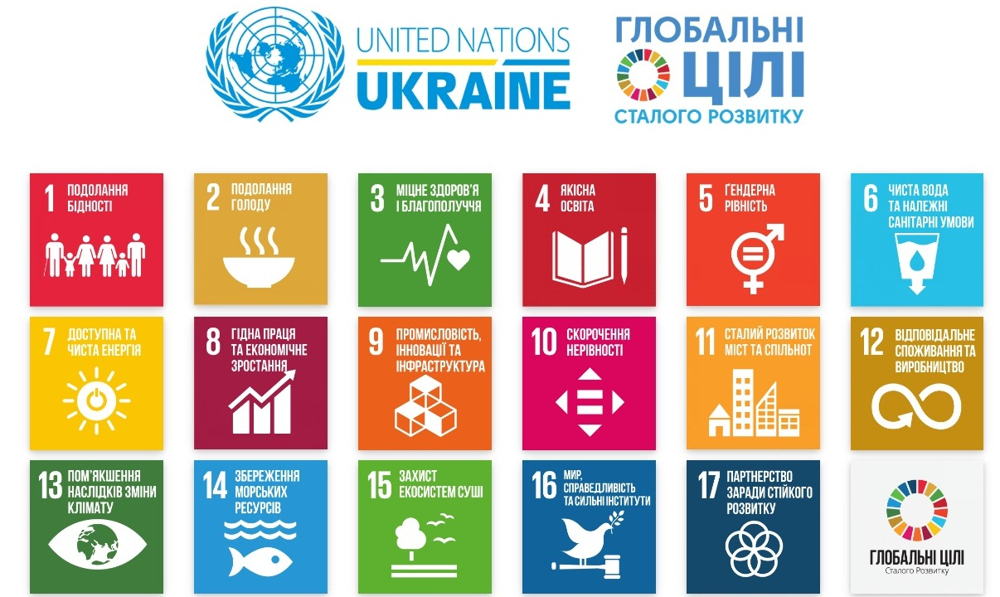 UNITED NATIONS
UKRAINE
ГЛОБАЛЬНІ
ЦІЛІ
СТАЛОГО РОЗВИТКУ
1 ПОДОЛАННЯ
БІДНОСТІ
2 ПОДОЛАННЯ
ГОЛОДУ
3 МІЦНЕ ЗДОРОВ'Я
І БЛАГОПОЛУЧЧЯ
4 ЯКІСНА
ОСВІТА
5 ҐЕНДЕРНА
РІВНІСТЬ
6 ЧИСТА ВОДА
ТА НАЛЕЖНІ
САНІТАРНІ УМОВИ
7 ДОСТУПНА ТА
ЧИСТА ЕНЕРГІЯ
8 ГІДНА ПРАЦЯ
ТА ЕКОНОМІЧНЕ
ЗРОСТАННЯ
9 ПРОМИСЛОВІСТЬ,
ІННОВАЦІЇ ТА
ІНФРАСТРУКТУРА
10 СКОРОЧЕННЯ
НЕРІВНОСТІ
11 СТАЛИЙ РОЗВИТОК
МІСТ ТА СПІЛЬНОТ
12 ВІДПОВІДАЛЬНЕ
СПОЖИВАННЯ ТА
ВИРОБНИЦТВО
13 ПОМ'ЯКШЕННЯ
НАСЛІДКІВ ЗМІНИ
КЛІМАТУ
14 ЗБЕРЕЖЕННЯ
МОРСЬКИХ
РЕСУРСІВ
15 ЗАХИСТ
ЕКОСИСТЕМ СУШІ
16 МИР,
СПРАВЕДЛИВІСТЬ
ТА СИЛЬНІ ІНСТИТУТИ
17 ПАРТНЕРСТВО
ЗАРАДИ СТІЙКОГО
РОЗВИТКУ
ГЛОБАЛЬНІ ЦІЛІ
Сталого Розвитку